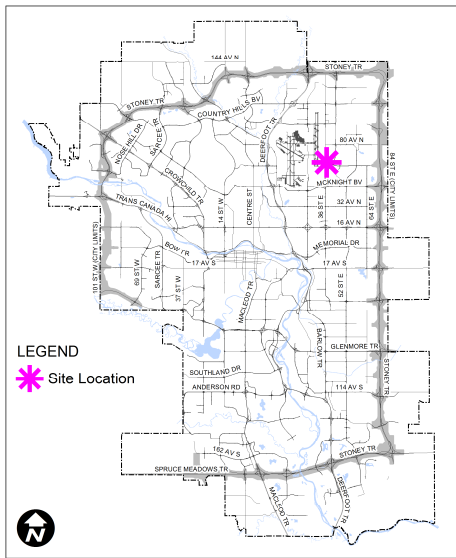 144 AV N
STONEY TR
STONEY TR
COUNTRY HILLS BV
DEERFOOT TR
NOSE HILL DR
SARCEE TR
80 AV N
CROWCHILD TR
MCKNIGHT BV
36 ST E
32 AV N
84 ST E (CITY LIMITS)
TRANS CANADA HI
14 ST W
CENTRE ST
16 AV N
64 ST E
BOW TR
MEMORIAL DR
17 AV S
17 AV S
101 ST W (CITY LIMITS)
69 ST W
SARCEE TR
37 ST W
52 ST E
MACLEOD TR
BARLOW TR
GLENMORE TR
LEGEND
Site Location
SOUTHLAND DR
ANDERSON RD
114 AV S
STONEY TR
162 AV S
STONEY TR
SPRUCE MEADOWS TR
MACLEOD TR
DEERFOOT TR
N